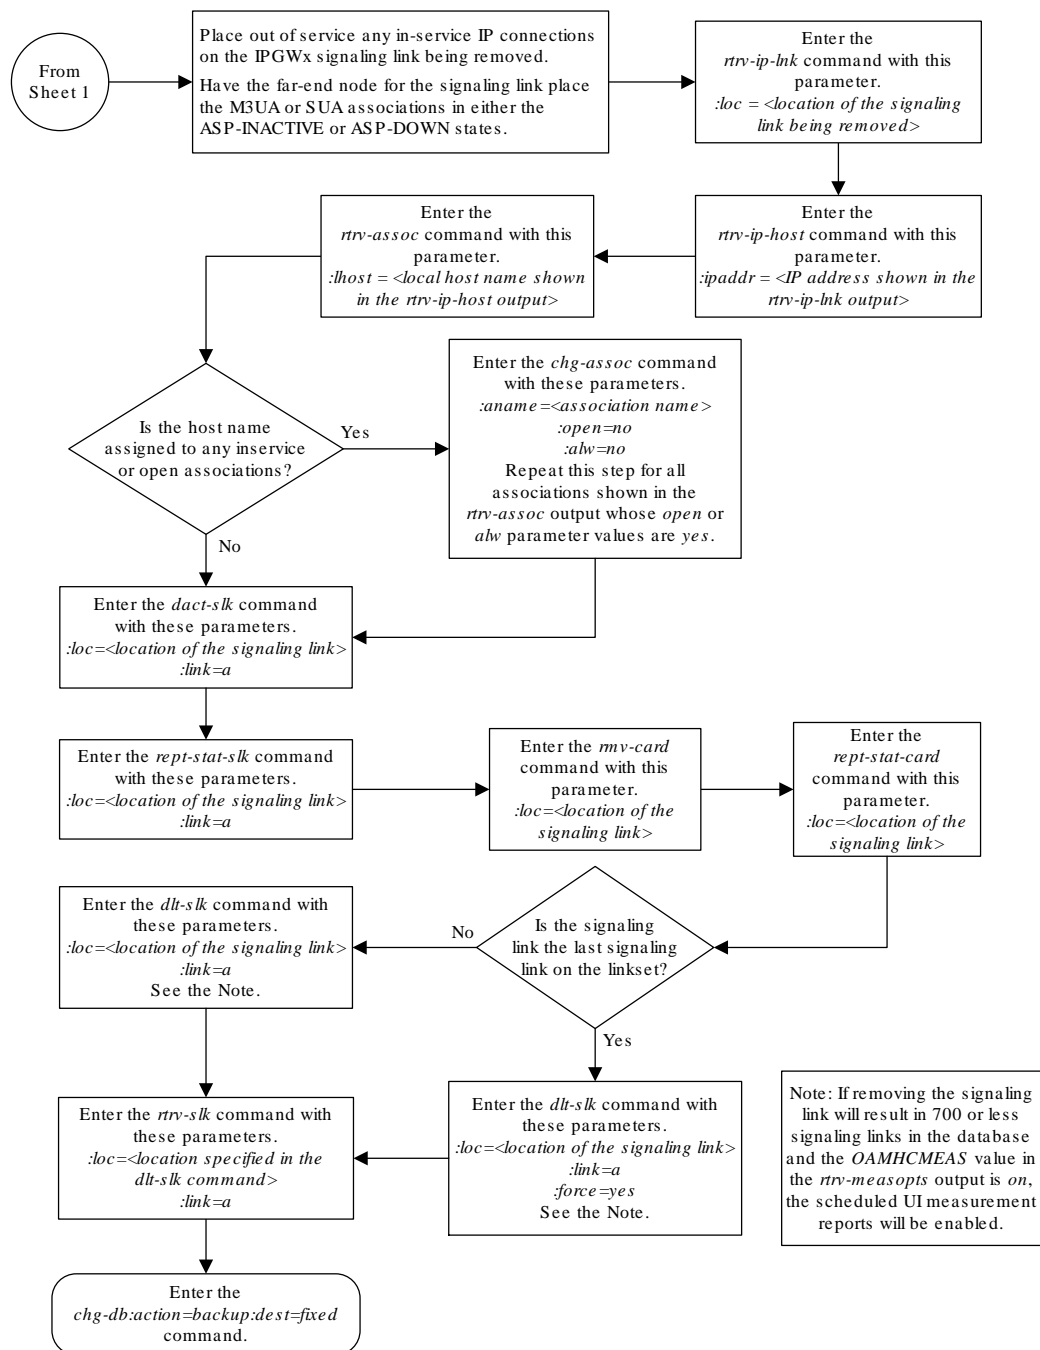 From
Sheet 1
Place out of service any in-service IP connections
on the IPGWx signaling link being removed.
Have the far-end node for the signaling link place
the M3UA or SUA associations in either the
ASP-INACTIVE or ASP-DOWN states.
Enter the
rtrv-ip-lnk command with this
parameter.
:loc = <location of the signaling
link being removed>
Enter the
rtrv-ip-host command with this
parameter.
:ipaddr = <IP address shown in the
rtrv-ip-lnk output>
Enter the
rtrv-assoc command with this
parameter.
:lhost = <local host name shown
in the rtrv-ip-host output>
Is the host name
assigned to any inservice
or open associations?
Yes
No
Enter the chg-assoc command
with these parameters.
:aname=<association name>
:open=no
:alw=no
Repeat this step for all
associations shown in the
rtrv-assoc output whose open or
alw parameter values are yes.
Enter the dact-slk command
with these parameters.
:loc=<location of the signaling link>
:link=a
Enter the rept-stat-slk command
with these parameters.
:loc=<location of the signaling link>
:link=a
Enter the rmv-card
command with this
parameter.
:loc=<location of the
signaling link>
Enter the
rept-stat-card
command with this
parameter.
:loc=<location of the
signaling link>
Is the signaling
link the last signaling
link on the linkset?
No
Yes
Enter the dlt-slk command with
these parameters.
:loc=<location of the signaling link>
:link=a
See the Note.
Enter the dlt-slk command with
these parameters.
:loc=<location of the signaling link>
:link=a
:force=yes
See the Note.
Enter the rtrv-slk command with
these parameters.
:loc=<location specified in the
dlt-slk command>
:link=a
Note: If removing the signaling
link will result in 700 or less
signaling links in the database
and the OAMHCMEAS value in
the rtrv-measopts output is on,
the scheduled UI measurement
reports will be enabled.
Enter the
chg-db:action=backup:dest=fixed
command.